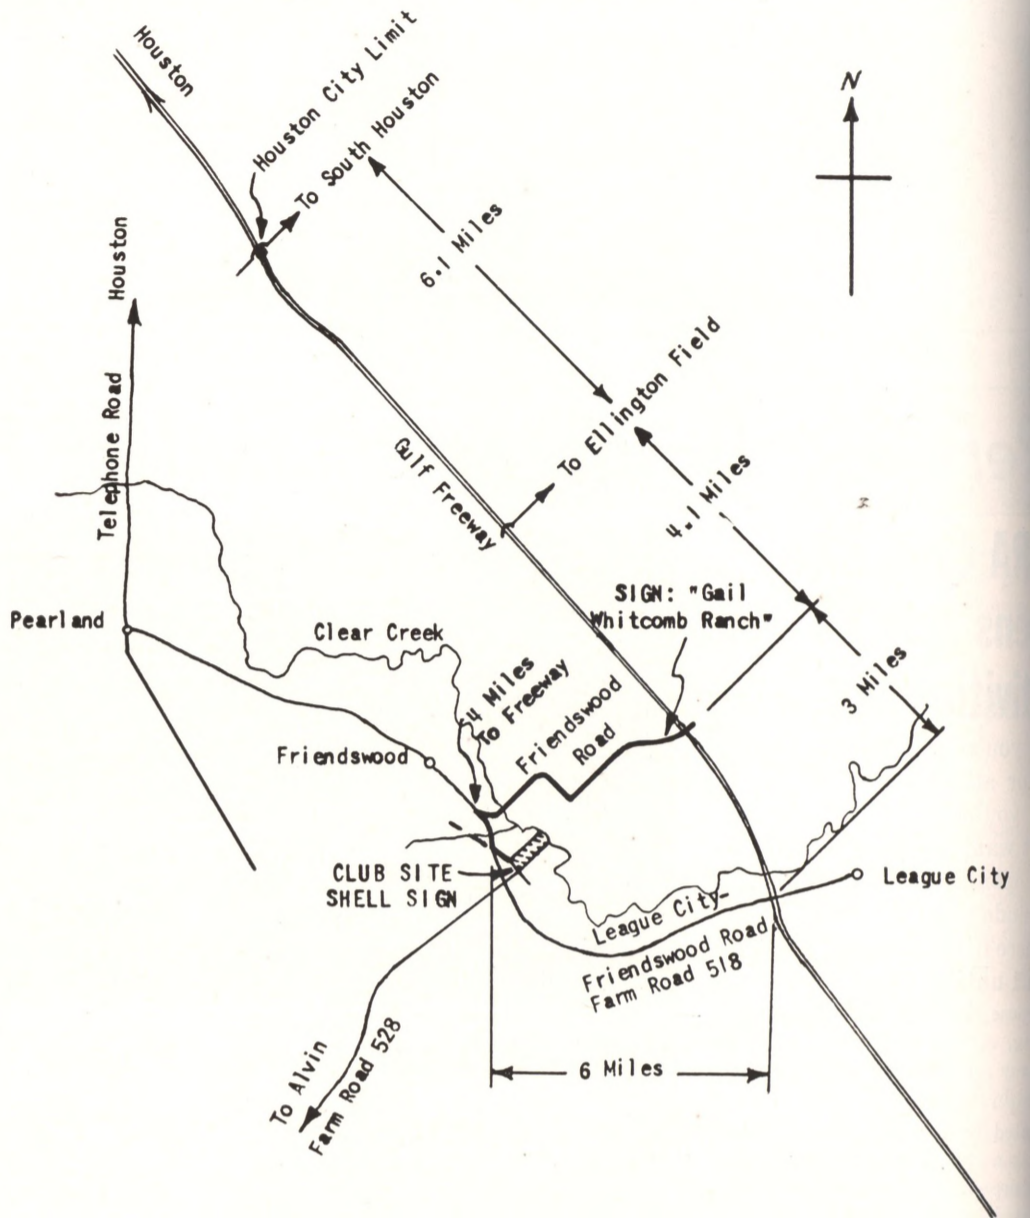 Houston
Houston City Limit
To South Houston
N
6.1 Miles
Houston
Telephone Road
To Ellington Field
Gulf Freeway
4.1 Miles
SIGN: "Gail
Whitcomb Ranch"
Pearland
Clear Creek
4 Miles
To Freeway
Friendswood
Road
3 Miles
Friendswood
CLUB SITE
SHELL SIGN
League City
League City-
Friendswood Road
Farm Road 518
6 Miles
To Alvin
Farm Road 528